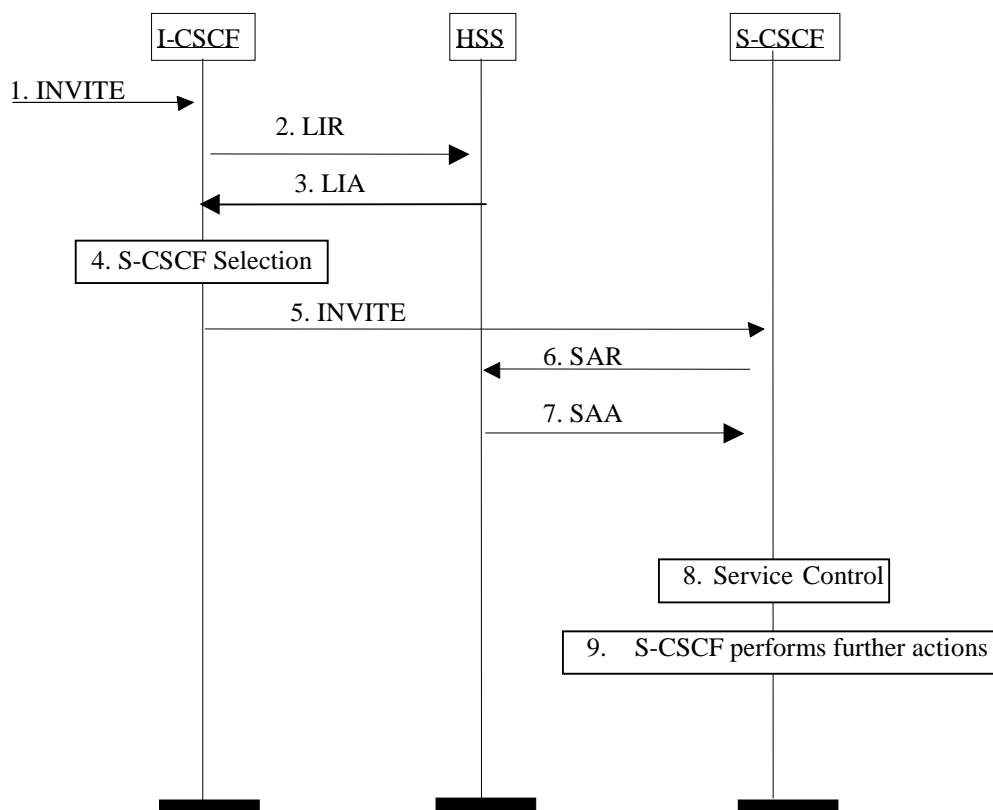 I-CSCF
HSS
S-CSCF
1. INVITE
2. LIR
3. LIA
4. S-CSCF Selection
5. INVITE
6. SAR
7. SAA
8. Service Control
9. S-CSCF performs further actions